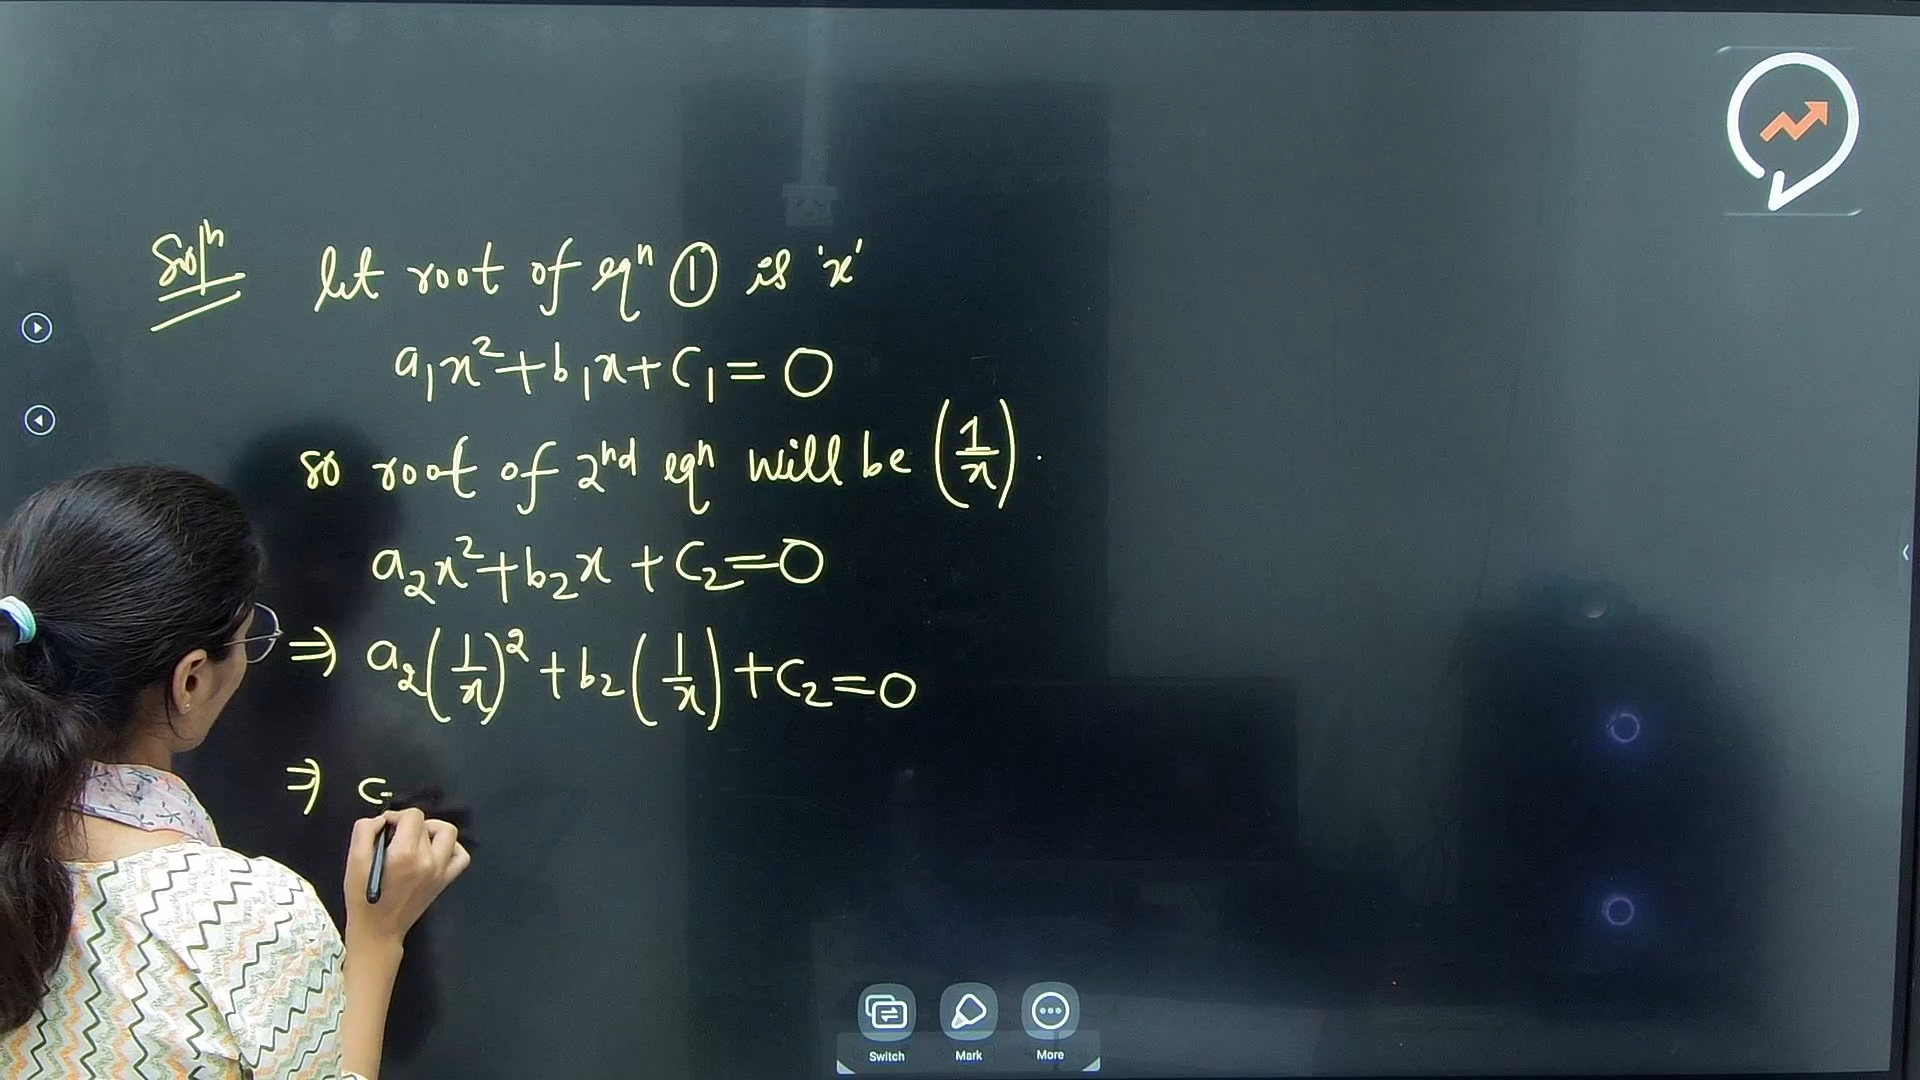 Solⁿ let root of eqⁿ ① is 'x'
a₁x²+b₁x+c₁=0
so root of 2ⁿᵈ eqⁿ will be (1/x).
a₂x²+b₂x+c₂=0
⇒ a₂(1/x)²+b₂(1/x)+c₂=0
⇒ c
Switch Mark More